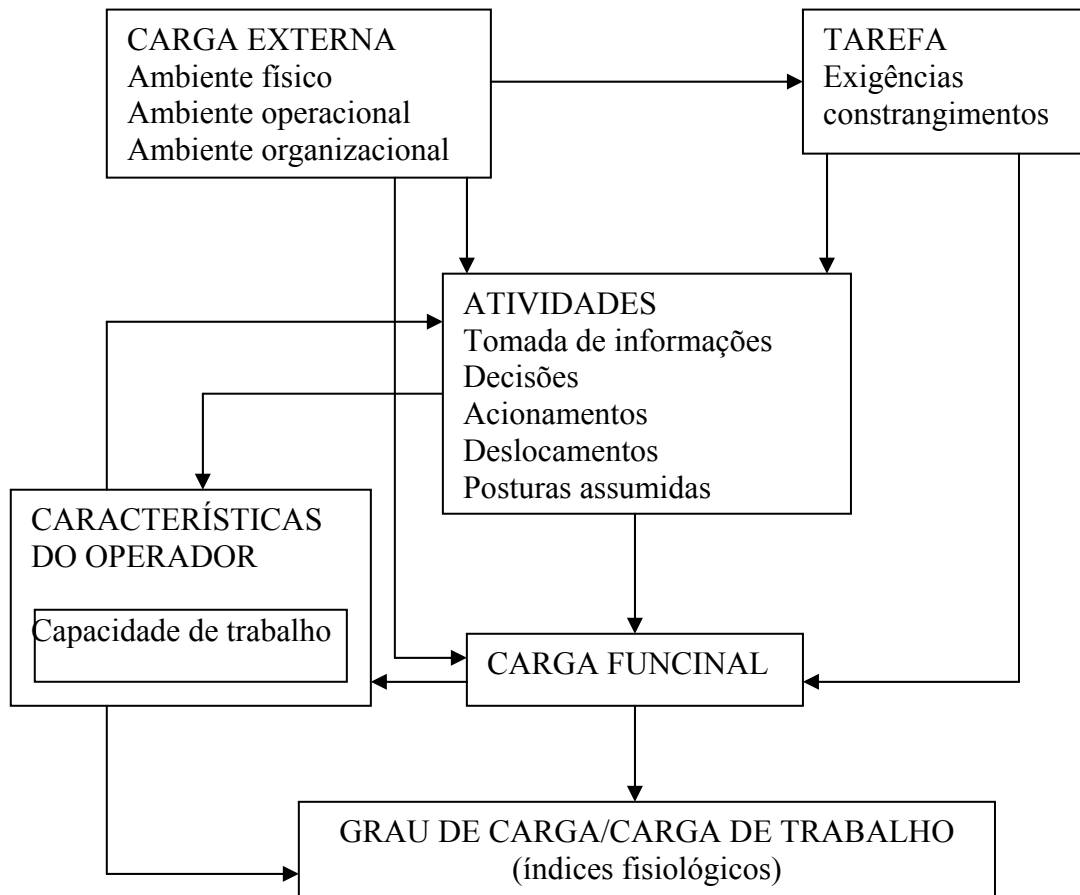 CARGA EXTERNA
Ambiente físico
Ambiente operacional
Ambiente organizacional
TAREFA
Exigências
constrangimentos
ATIVIDADES
Tomada de informações
Decisões
Acionamentos
Deslocamentos
Posturas assumidas
CARACTERÍSTICAS
DO OPERADOR
Capacidade de trabalho
CARGA FUNCINAL
GRAU DE CARGA/CARGA DE TRABALHO
(índices fisiológicos)